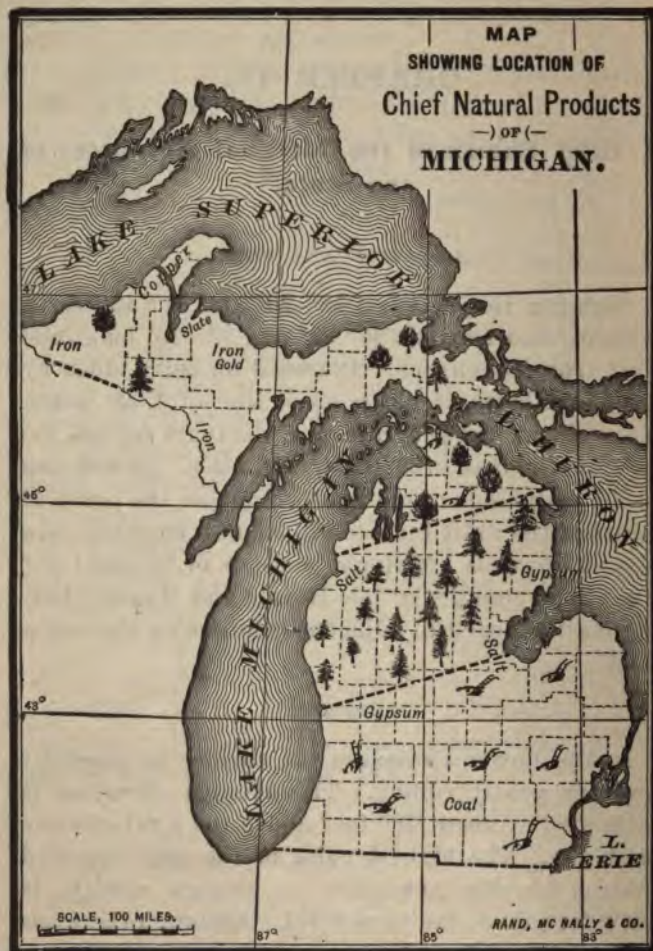 MAP
SHOWING LOCATION OF
Chief Natural Products
—) OF (—
MICHIGAN.
LAKE SUPERIOR
47
Copper
Slate
Iron
Iron
Gold
Iron
L. HURON
45°
LAKE MICHIGAN
Salt
Gypsum
Salt
43°
Gypsum
Coal
L.
ERIE
SCALE, 100 MILES.
RAND, MC NALLY & CO.
87°
85°
83°